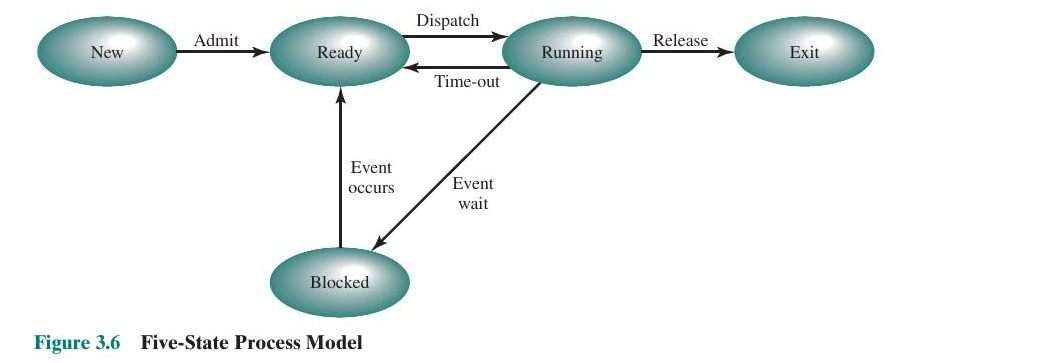 Dispatch
New
Admit
Ready
Running
Release
Exit
Time-out
Event
occurs
Event
wait
Blocked
Figure 3.6 Five-State Process Model